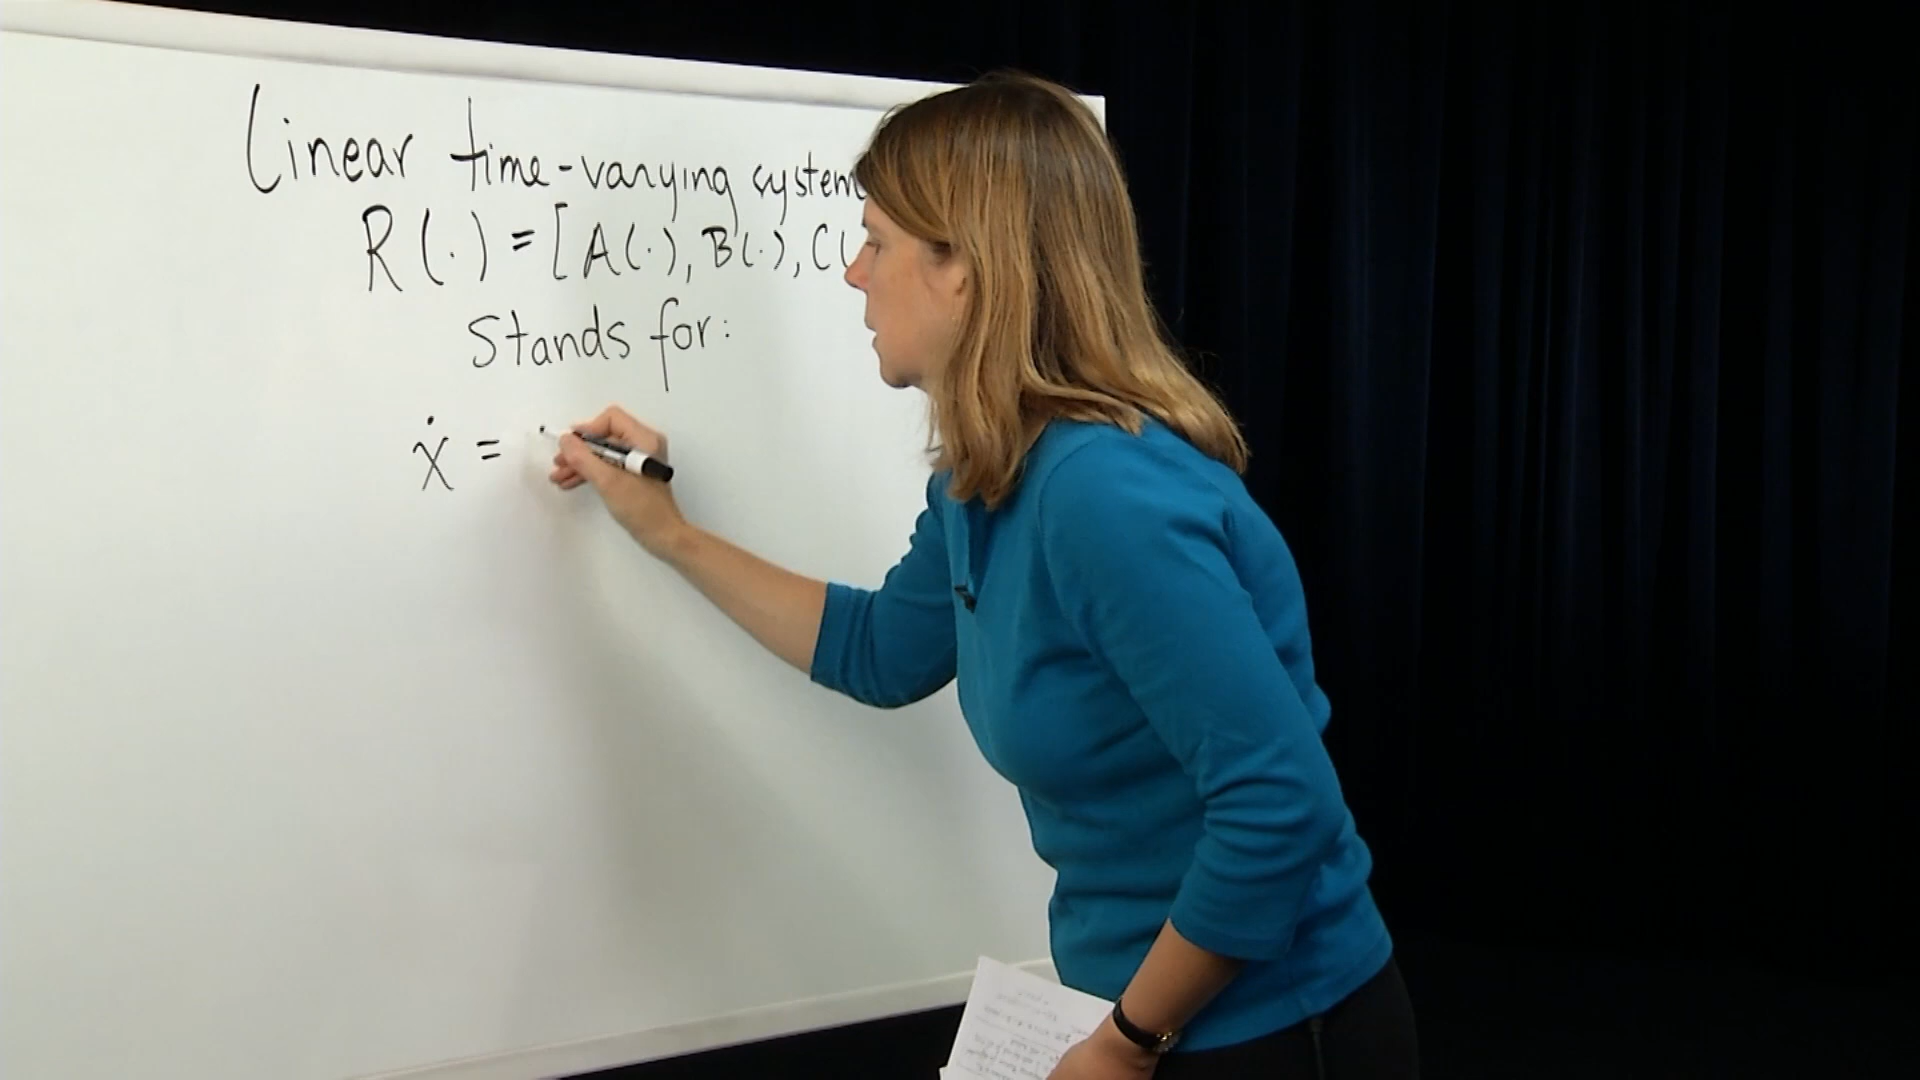 Linear time-varying system
R(·) = [A(·), B(·), C(
Stands for:
ẋ =